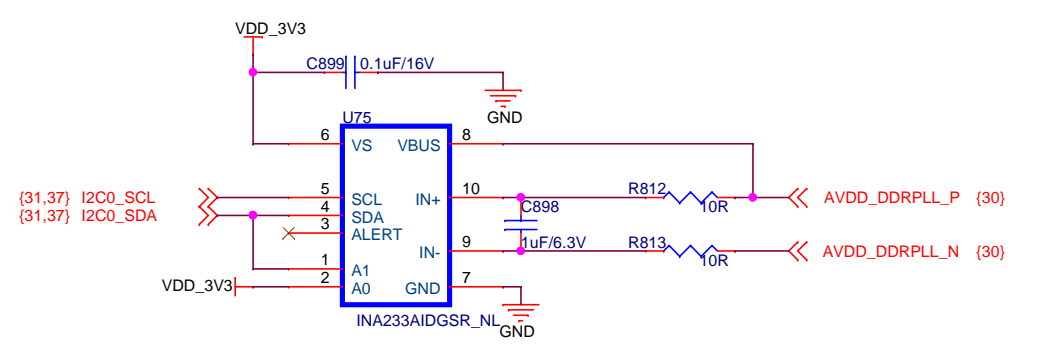 VDD_3V3
C899 0.1uF/16V
GND
U75
6 VS VBUS 8
{31,37} I2C0_SCL 5 SCL IN+ 10 R812 10R AVDD_DDRPLL_P {30}
{31,37} I2C0_SDA 4 SDA C898
3 ALERT
1uF/6.3V
IN- 9 R813 10R AVDD_DDRPLL_N {30}
1 A1
VDD_3V3 2 A0 GND 7
INA233AIDGSR_NL
GND